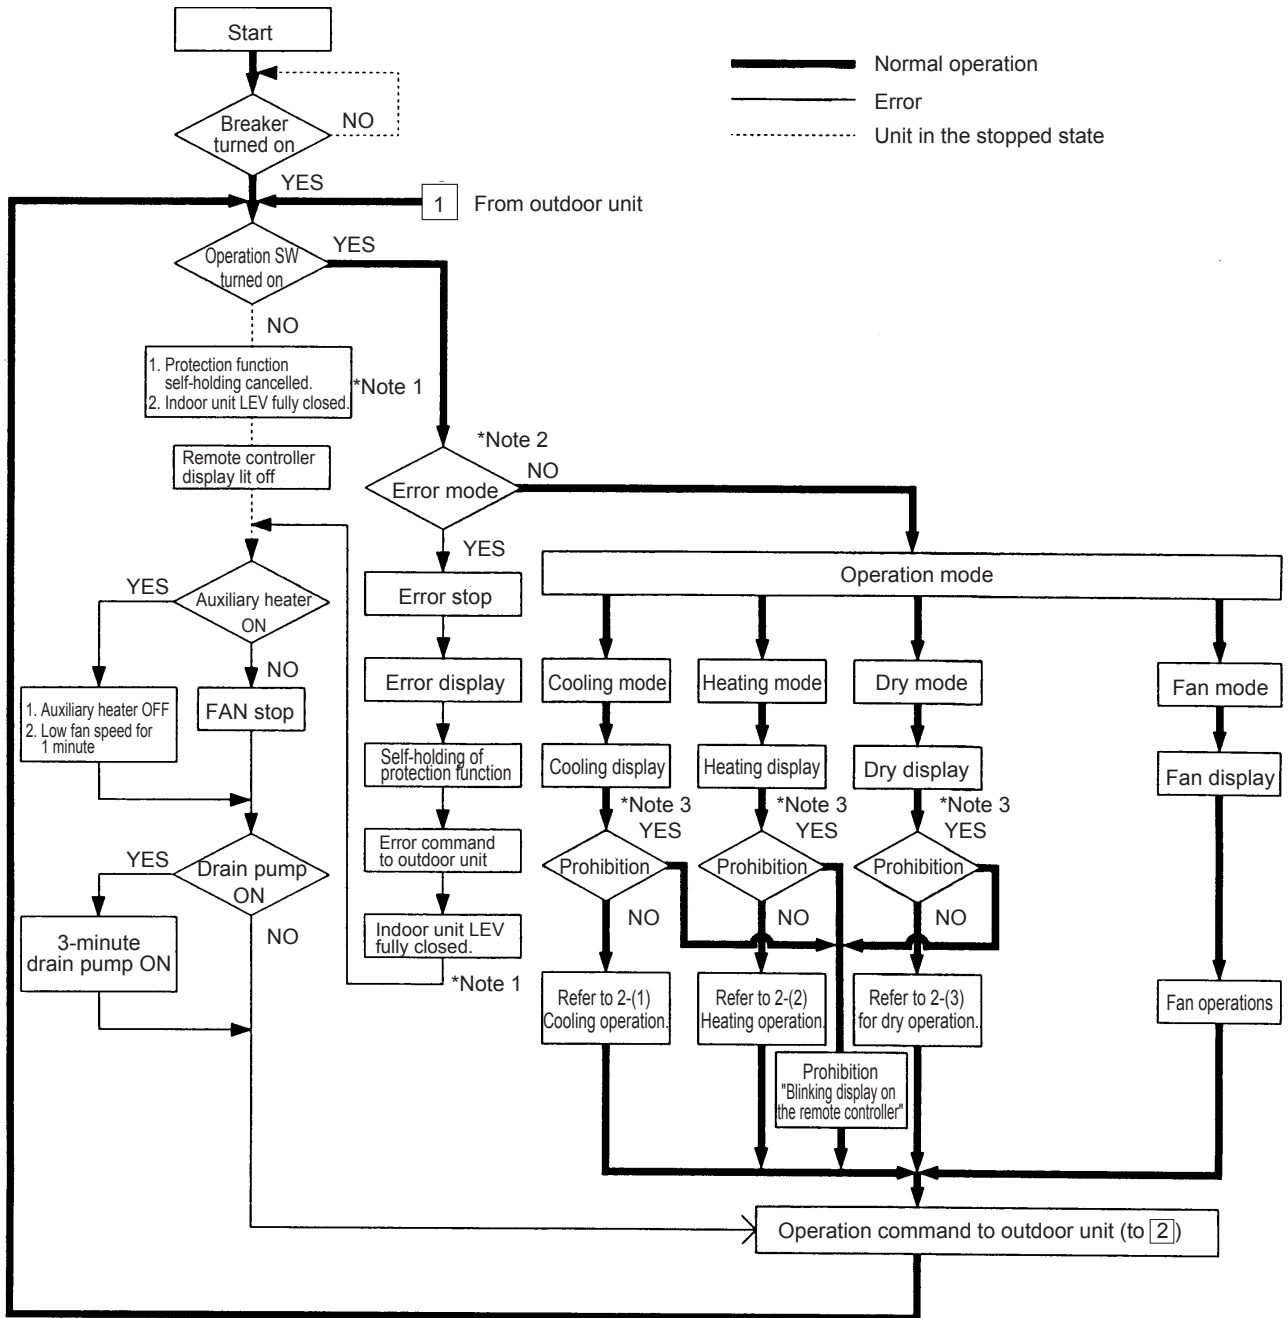 Start
Normal operation
Error
Unit in the stopped state
Breaker
turned on
NO
YES
1
From outdoor unit
Operation SW
turned on
YES
NO
1. Protection function
self-holding cancelled.
2. Indoor unit LEV fully closed.
*Note 1
Remote controller
display lit off
*Note 2
Error mode
NO
YES
Operation mode
Auxiliary heater
ON
YES
NO
Error stop
1. Auxiliary heater OFF
2. Low fan speed for
1 minute
FAN stop
Error display
Cooling mode
Heating mode
Dry mode
Fan mode
Self-holding of
protection function
Cooling display
Heating display
Dry display
Fan display
*Note 3
YES
*Note 3
YES
*Note 3
YES
Drain pump
ON
YES
NO
Error command
to outdoor unit
Prohibition
Prohibition
Prohibition
NO
NO
NO
3-minute
drain pump ON
Indoor unit LEV
fully closed.
*Note 1
Refer to 2-(1)
Cooling operation.
Refer to 2-(2)
Heating operation.
Refer to 2-(3)
for dry operation..
Fan operations
Prohibition
"Blinking display on
the remote controller"
Operation command to outdoor unit (to 2)